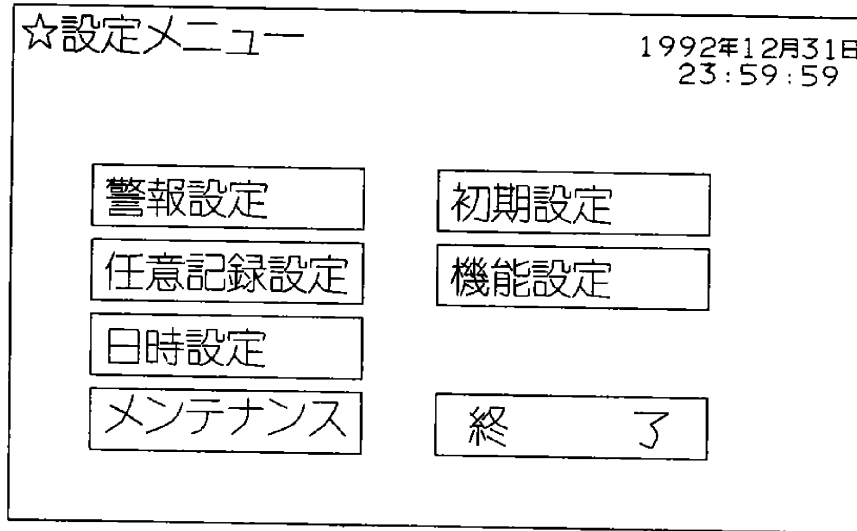 ☆設定メニュー
1992年12月31日
23:59:59
警報設定
初期設定
任意記録設定
機能設定
日時設定
メンテナンス
終 了